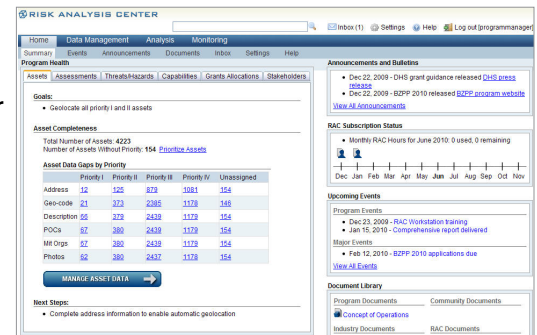 RISK ANALYSIS CENTER
Inbox (1) Settings Help Log out [programmanager]
Home Data Management Analysis Monitoring
Summary Events Announcements Documents Inbox Settings Help
Program Health
Assets Assessments Threats/Hazards Capabilities Grants Allocations Stakeholders
Goals:
Geolocate all priority I and II assets
Asset Completeness
Total Number of Assets: 4223
Number of Assets Without Priority: 154 Prioritize Assets
Asset Data Gaps by Priority
Priority I Priority II Priority III Priority IV Unassigned
Address 12 125 879 1081 154
Geo-code 21 373 2385 1178 146
Description 66 379 2439 1179 154
POCs 67 380 2439 1179 154
Mit Orgs 67 380 2439 1179 154
Photos 62 380 2437 1178 154
MANAGE ASSET DATA
Next Steps:
Complete address information to enable automatic geolocation
Announcements and Bulletins
Dec 22, 2009 - DHS grant guidance released DHS press
release
Dec 22, 2009 - BZPP 2010 released BZPP program website
View All Announcements
RAC Subscription Status
Monthly RAC Hours for June 2010: 0 used, 0 remaining
Dec Jan Feb Mar Apr May Jun Jul Aug Sep Oct Nov
Upcoming Events
Program Events
Dec 23, 2009 - RAC Workstation training
Jan 15, 2010 - Comprehensive report delivered
Major Events
Feb 12, 2010 - BZPP 2010 applications due
View All Events
Document Library
Program Documents Community Documents
Concept of Operations
Industry Documents RAC Documents